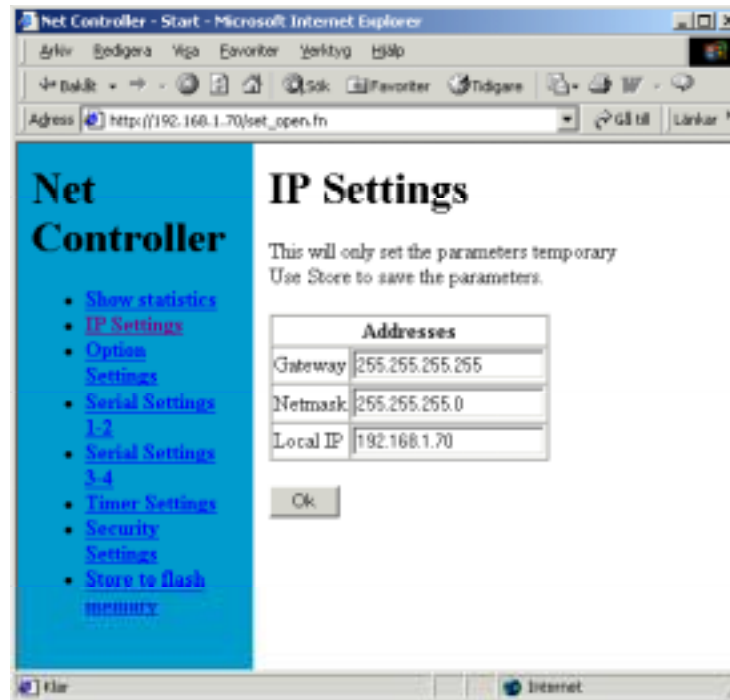 Net Controller - Start - Microsoft Internet Explorer
Arkiv Redigera Visa Favoriter Verktyg Hjälp
Bakåt Sök Favoriter Tidigare
Adress http://192.168.1.70/set_open.fn Gå till Länkar
Net
Controller
Show statistics
IP Settings
Option
Settings
Serial Settings
1-2
Serial Settings
3-4
Timer Settings
Security
Settings
Store to flash
memory
IP Settings
This will only set the parameters temporary
Use Store to save the parameters.
Addresses
Gateway 255.255.255.255
Netmask 255.255.255.0
Local IP 192.168.1.70
Ok
Klar Internet